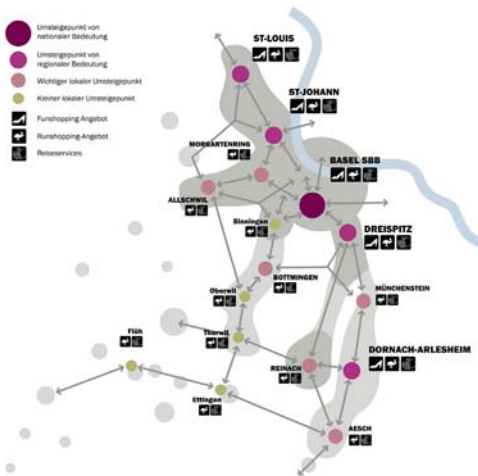 Umsteigepunkt von
nationaler Bedeutung
Umsteigepunkt von
regionaler Bedeutung
Wichtiger lokaler Umsteigepunkt
Kleiner lokaler Umsteigepunkt
Funshopping-Angebot
Runshopping-Angebot
Reiseservices
ST-LOUIS
ST-JOHANN
MORGARTENRING
BASEL SBB
ALLSCHWIL
Binningen
DREISPITZ
BOTTMINGEN
MÜNCHENSTEIN
Oberwil
Flüh
Therwil
DORNACH-ARLESHEIM
REINACH
Ettingen
AESCH